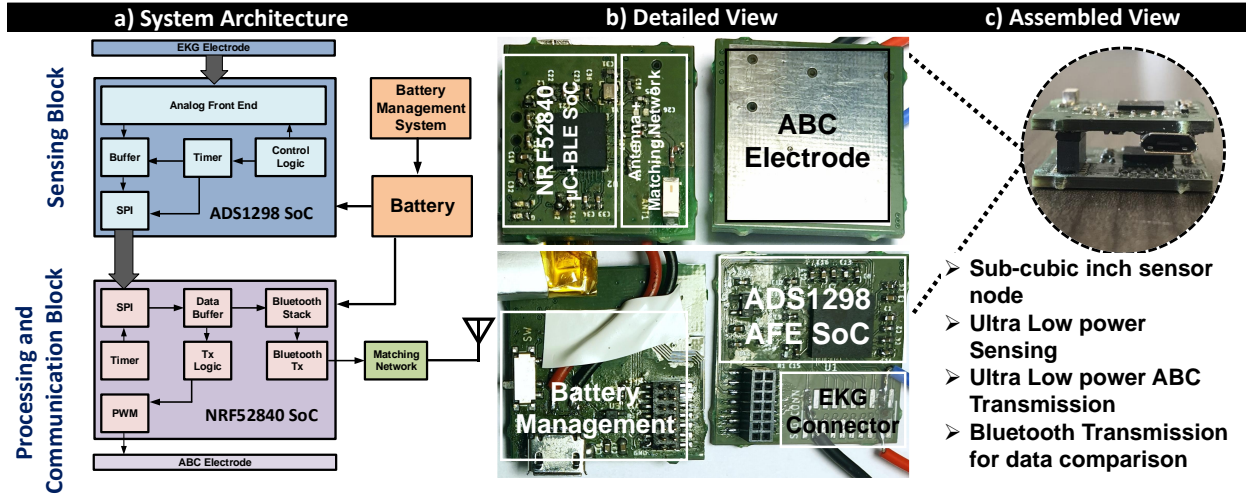 a) System Architecture
b) Detailed View
c) Assembled View
Sensing Block
EKG Electrode
Analog Front End
Buffer
Timer
Control
Logic
SPI
ADS1298 SoC
Battery
Management
System
Battery
Processing and
Communication Block
SPI
Data
Buffer
Bluetooth
Stack
Timer
Tx
Logic
Bluetooth
Tx
Matching
Network
PWM
NRF52840 SoC
ABC Electrode
NRF52840
µC+BLE SoC
Antenna+
Matching Network
ABC
Electrode
SW
Battery
Management
ADS1298
AFE SoC
U1
EKG
Connector
➢ Sub-cubic inch sensor
node
➢ Ultra Low power
Sensing
➢ Ultra Low power ABC
Transmission
➢ Bluetooth Transmission
for data comparison